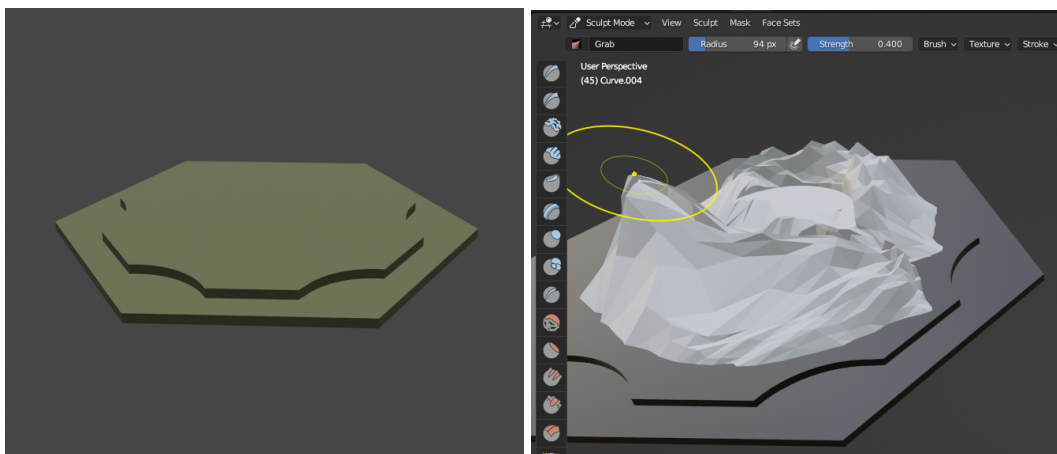 Sculpt Mode View Sculpt Mask Face Sets
Grab Radius 94 px Strength 0.400 Brush Texture Stroke
User Perspective
(45) Curve.004